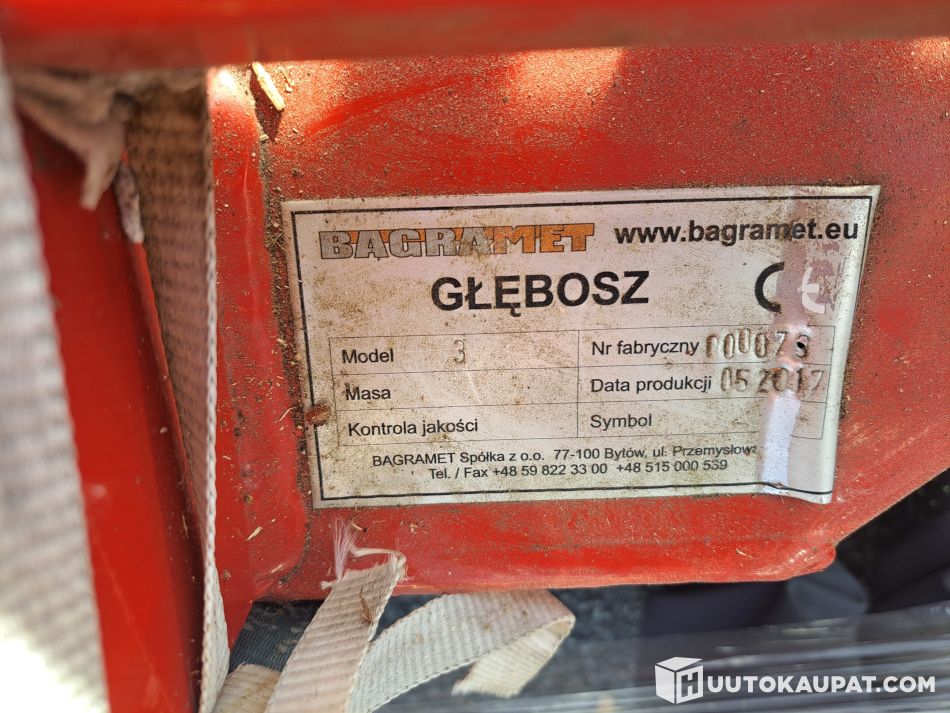 BAGRAMET www.bagramet.eu
GŁĘBOSZ CE
Model 3 Nr fabryczny
Masa Data produkcji 05 2017
Kontrola jakości Symbol
BAGRAMET Spółka z o.o. 77-100 Bytów, ul. Przemysłowa
Tel. / Fax +48 59 822 33 00 +48 515 000 539
HUUTOKAUPAT.COM